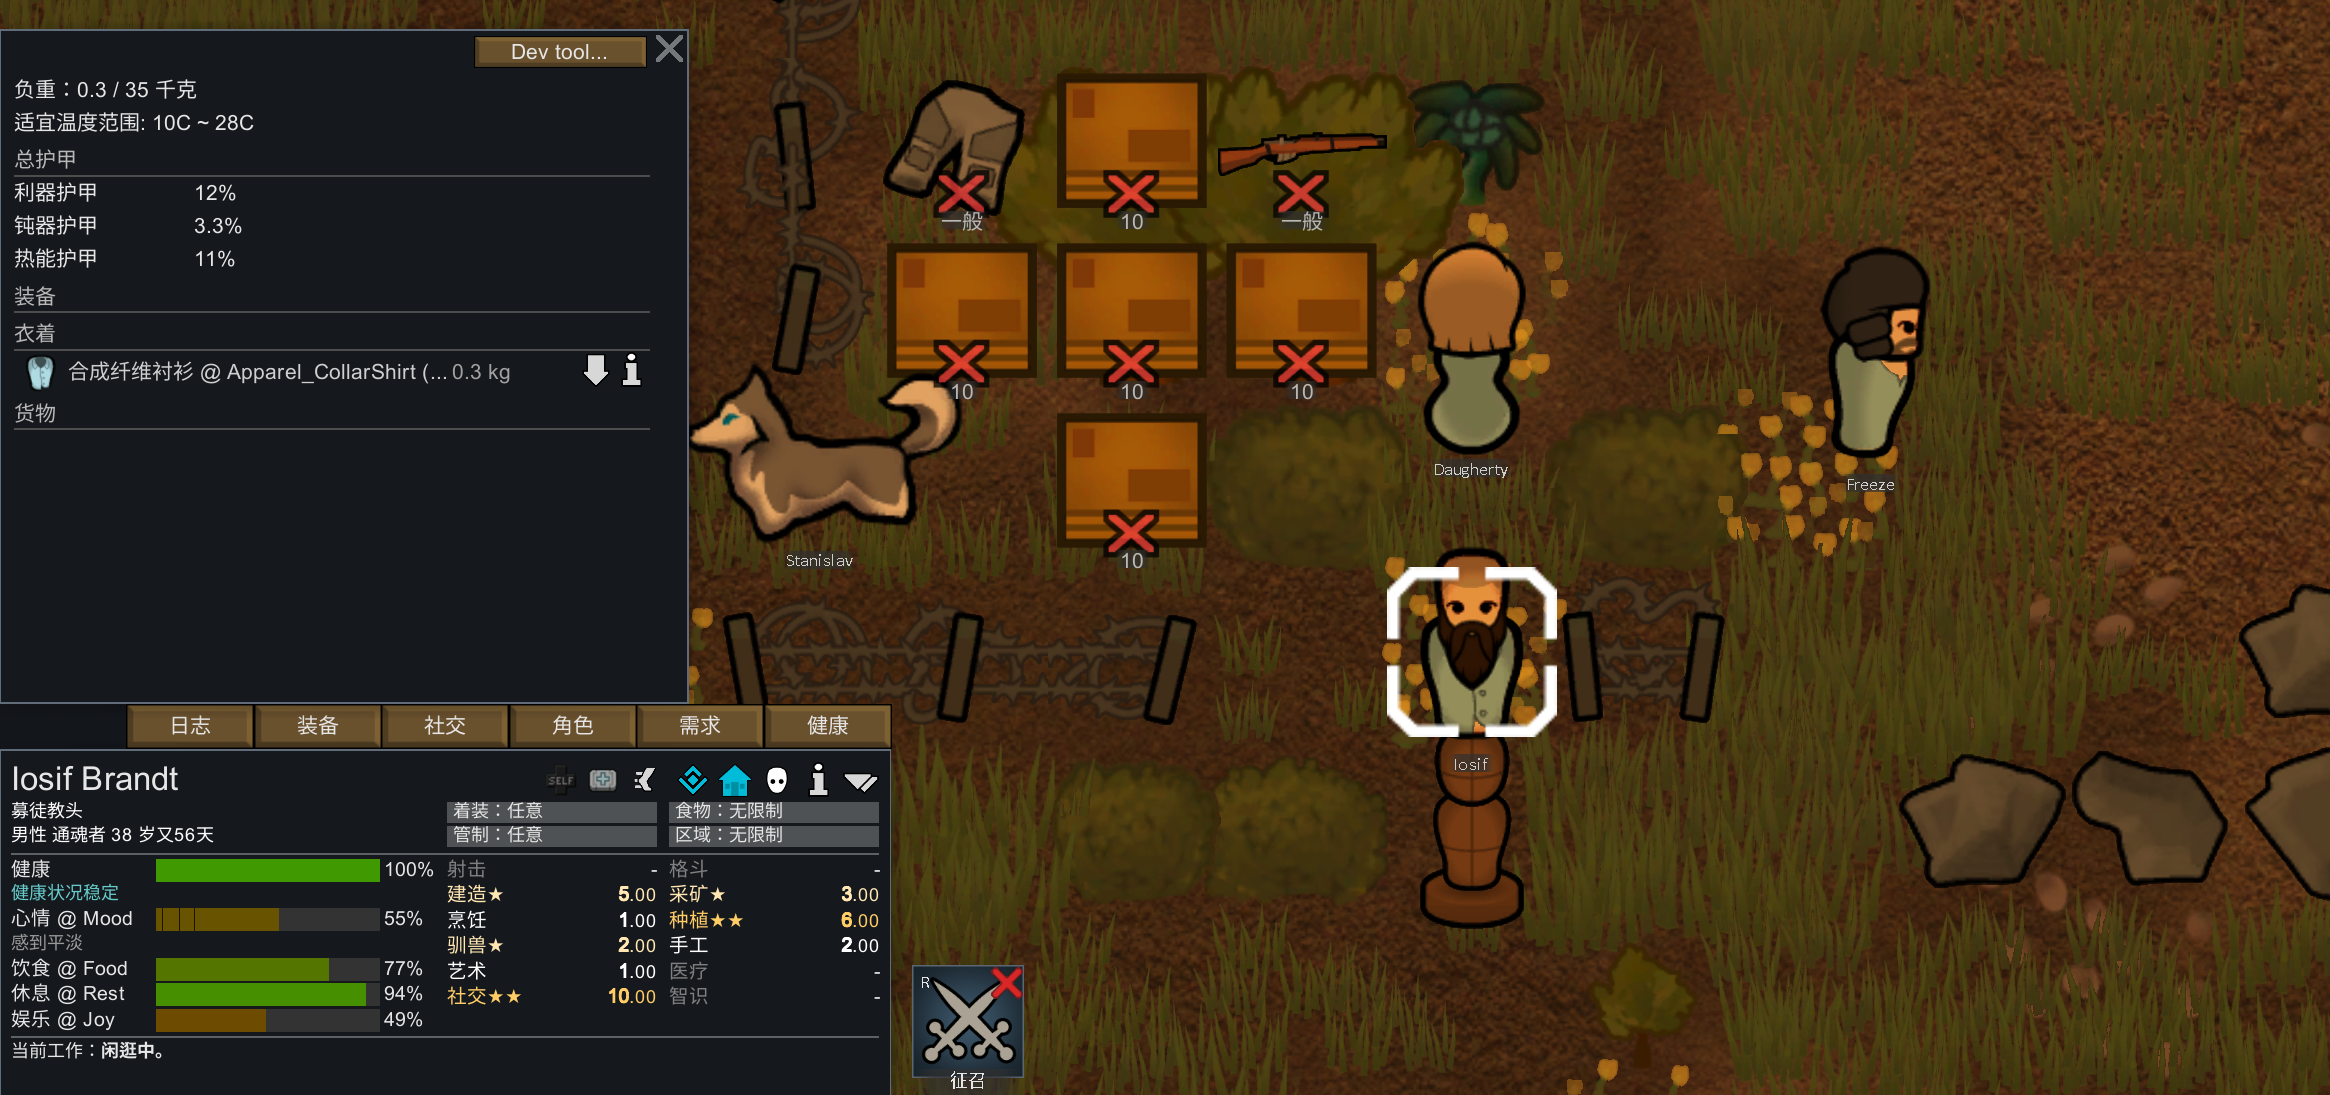 Dev tool...
负重：0.3 / 35 千克
适宜温度范围: 10C ~ 28C
总护甲
利器护甲 12%
钝器护甲 3.3%
热能护甲 11%
装备
衣着
合成纤维衬衫 @ Apparel_CollarShirt (... 0.3 kg
货物
日志 装备 社交 角色 需求 健康
Iosif Brandt
SELF
募徒教头
男性 通魂者 38 岁又56天
着装：任意 食物：无限制
管制：任意 区域：无限制
健康 100%
健康状况稳定
心情 @ Mood 55%
感到平淡
饮食 @ Food 77%
休息 @ Rest 94%
娱乐 @ Joy 49%
射击 - 格斗 -
建造★ 5.00 采矿★ 3.00
烹饪 1.00 种植★★ 6.00
驯兽★ 2.00 手工 2.00
艺术 1.00 医疗 -
社交★★ 10.00 智识 -
当前工作：闲逛中。
R
征召
一般 10 一般
10 10 10
10
Stanislav
Daugherty
Freeze
Iosif